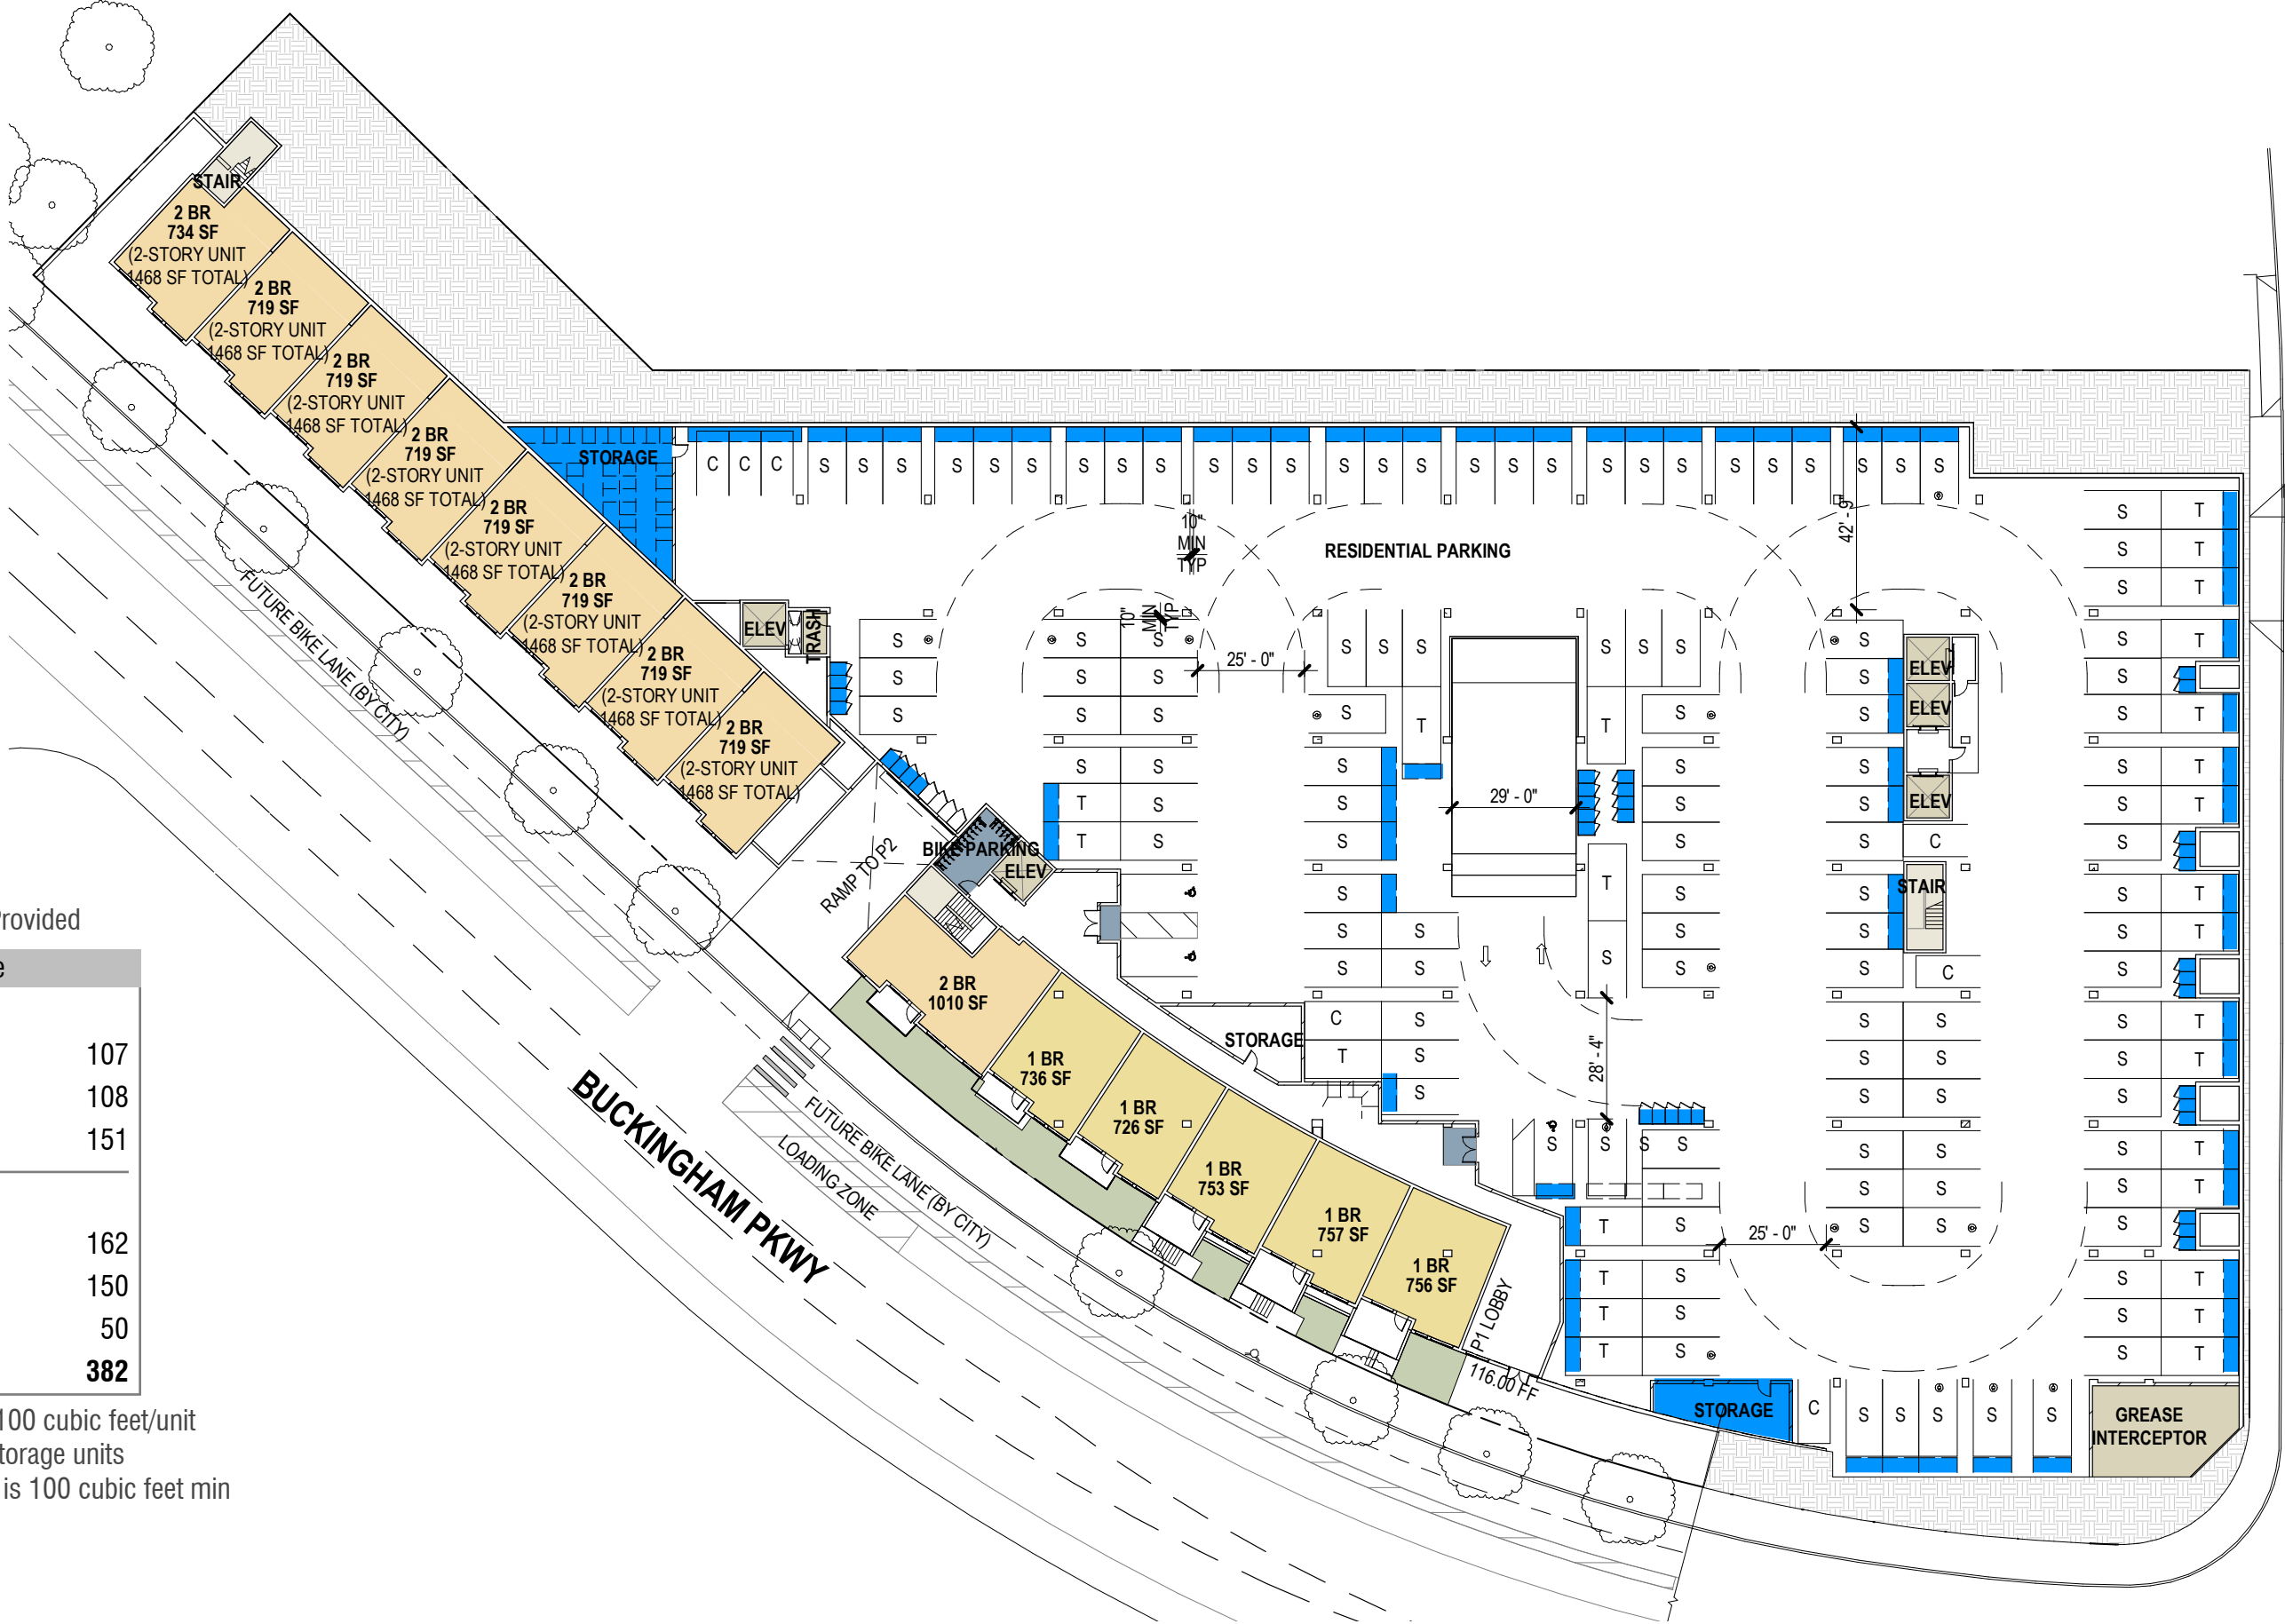 STAIR
2 BR
734 SF
(2-STORY UNIT
1468 SF TOTAL)
2 BR
719 SF
(2-STORY UNIT
1468 SF TOTAL)
2 BR
719 SF
(2-STORY UNIT
1468 SF TOTAL)
2 BR
719 SF
(2-STORY UNIT
1468 SF TOTAL)
2 BR
719 SF
(2-STORY UNIT
1468 SF TOTAL)
2 BR
719 SF
(2-STORY UNIT
1468 SF TOTAL)
2 BR
719 SF
(2-STORY UNIT
1468 SF TOTAL)
2 BR
719 SF
(2-STORY UNIT
1468 SF TOTAL)
STORAGE
C C C S S S S S S S S S S S S S S S S S S S S S S S S S S S
10"
MIN
TYP
RESIDENTIAL PARKING
42' - 9"
S T
S T
S T
ELEV
TRASH
10"
MIN
TYP
25' - 0"
S S S
S S S
S S S
S S S
T
T
29' - 0"
ELEV
ELEV
ELEV
C
STAIR
C
FUTURE BIKE LANE (BY CITY)
RAMP TO P2
BIKE PARKING
ELEV
2 BR
1010 SF
1 BR
736 SF
1 BR
726 SF
1 BR
753 SF
1 BR
757 SF
1 BR
756 SF
STORAGE
C
T
28' - 4"
S S S S
P1 LOBBY
116.00 FF
25' - 0"
T S
T S
T S
T S
STORAGE
C S S S S S
GREASE
INTERCEPTOR
BUCKINGHAM PKWY
FUTURE BIKE LANE (BY CITY)
LOADING ZONE
Provided
107
108
151
162
150
50
382
100 cubic feet/unit
storage units
is 100 cubic feet min